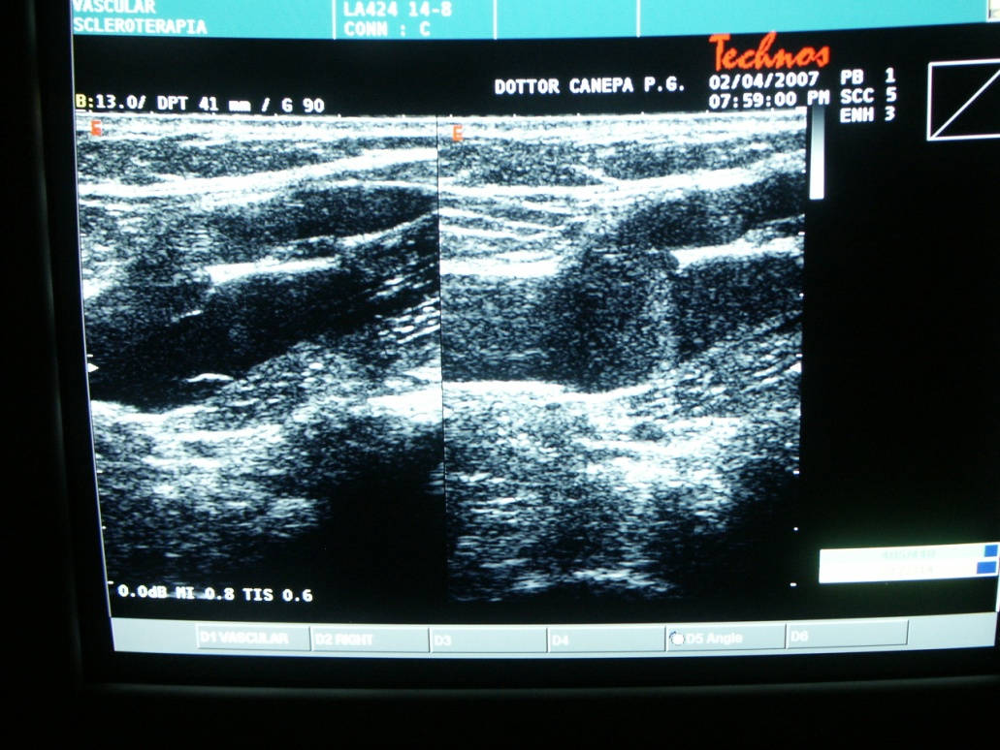 VASCULAR
SCLEROTERAPIA
LA424 14-8
CONN : C
Technos
DOTTOR CANEPA P.G.
02/04/2007
07:59:00 PM
PB 1
SCC 5
ENH 3
B:13.0/ DPT 41 mm / G 90
E
E
0.0dB MI 0.8 TIS 0.6
D1 VASCULAR
D2 RIGHT
D3
D4
D5 Angle
D6